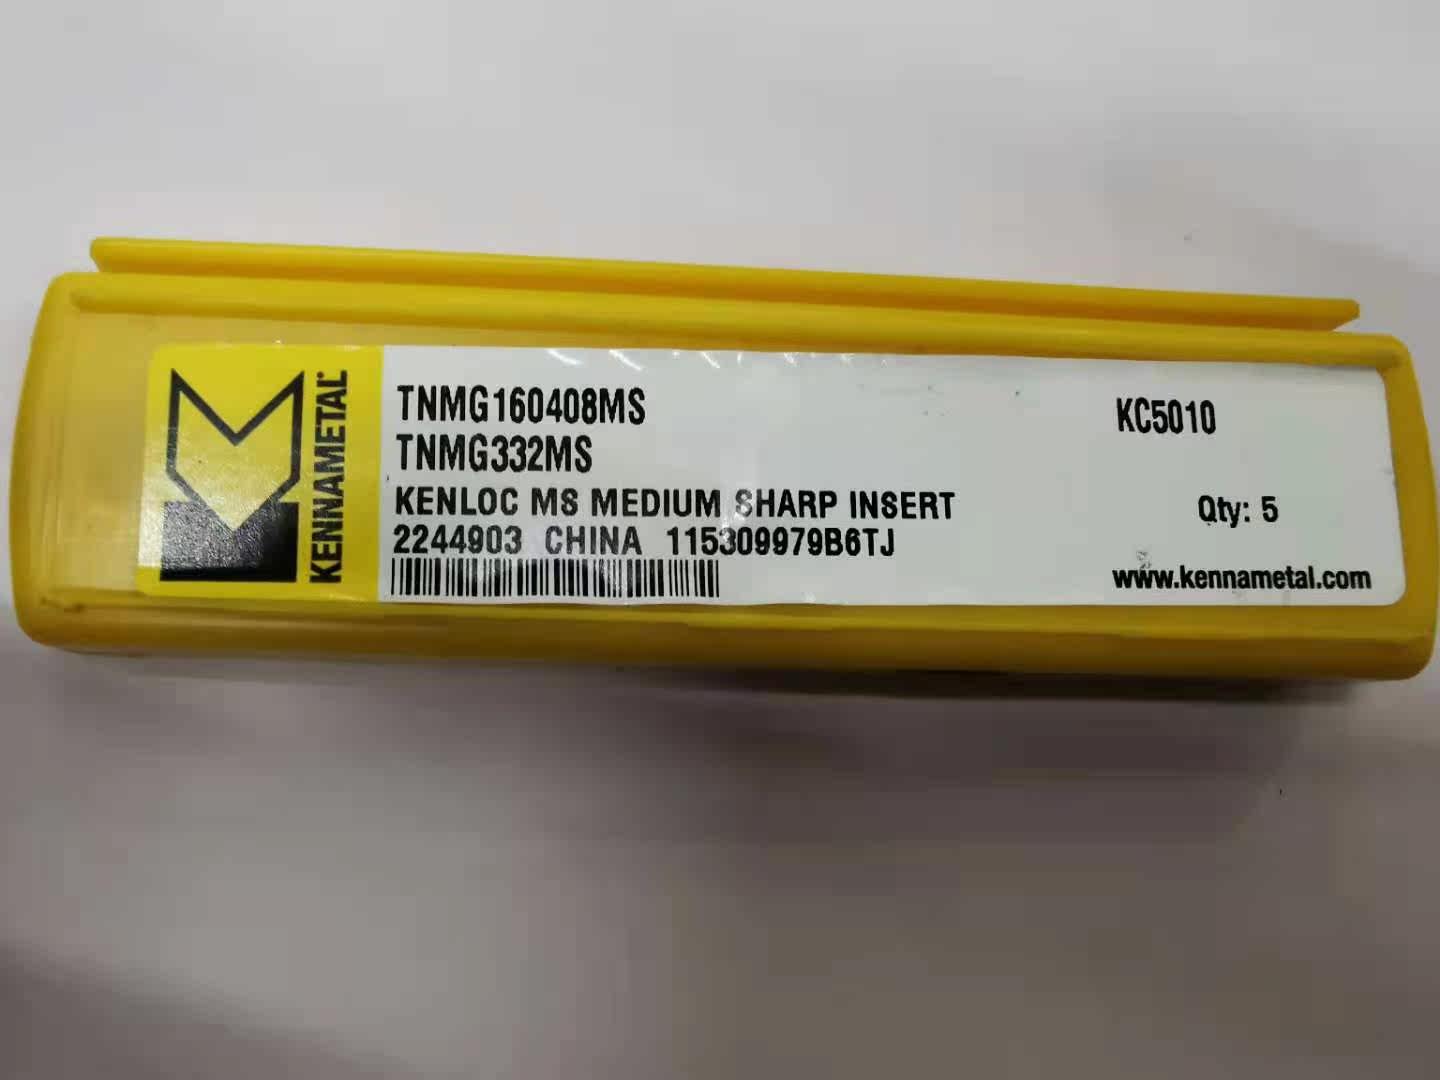 KENNAMETAL
TNMG160408MS
KC5010
TNMG332MS
KENLOC MS MEDIUM SHARP INSERT
Qty: 5
2244903 CHINA 115309979B6TJ
www.kennametal.com